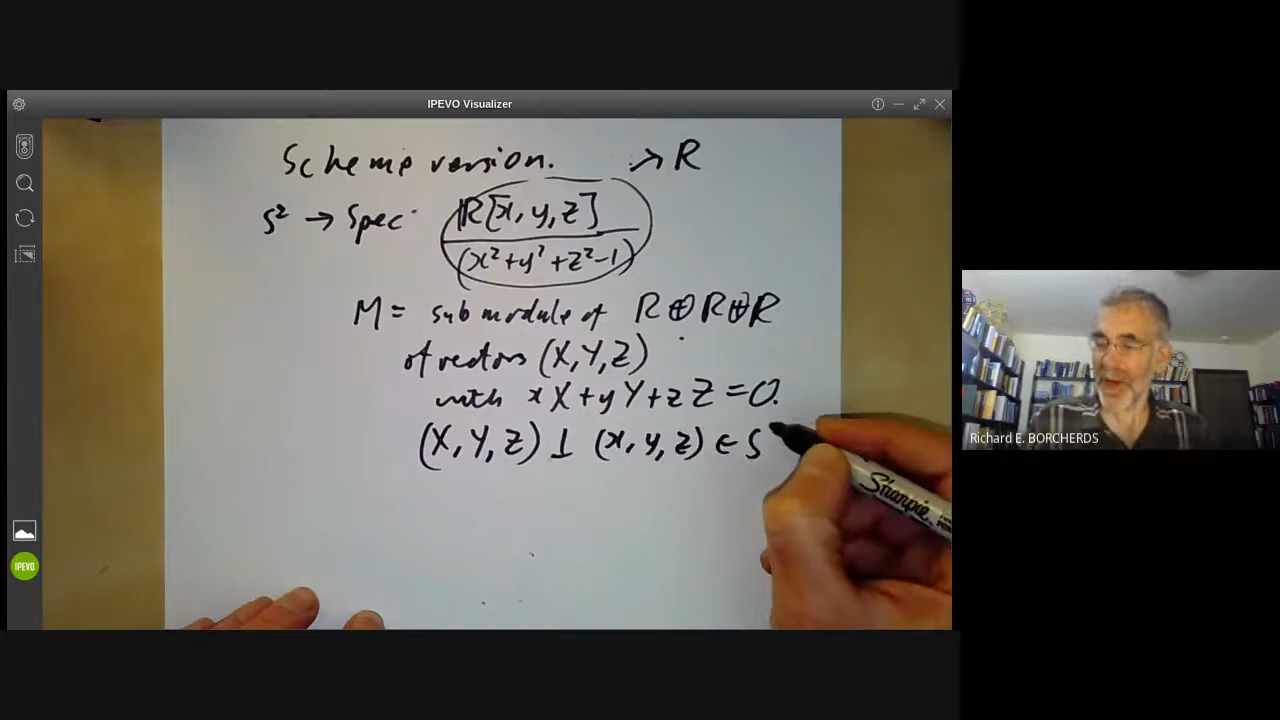 IPEVO Visualizer
Scheme version. → R
S² → Spec ℝ[x, y, z]
(x² + y² + z² - 1)
M = submodule of R ⊕ R ⊕ R
of vectors (X, Y, Z)
with xX + yY + zZ = 0.
(X, Y, Z) ⊥ (x, y, z) ∈ S
Sharpie
Richard E. BORCHERDS
IPEVO